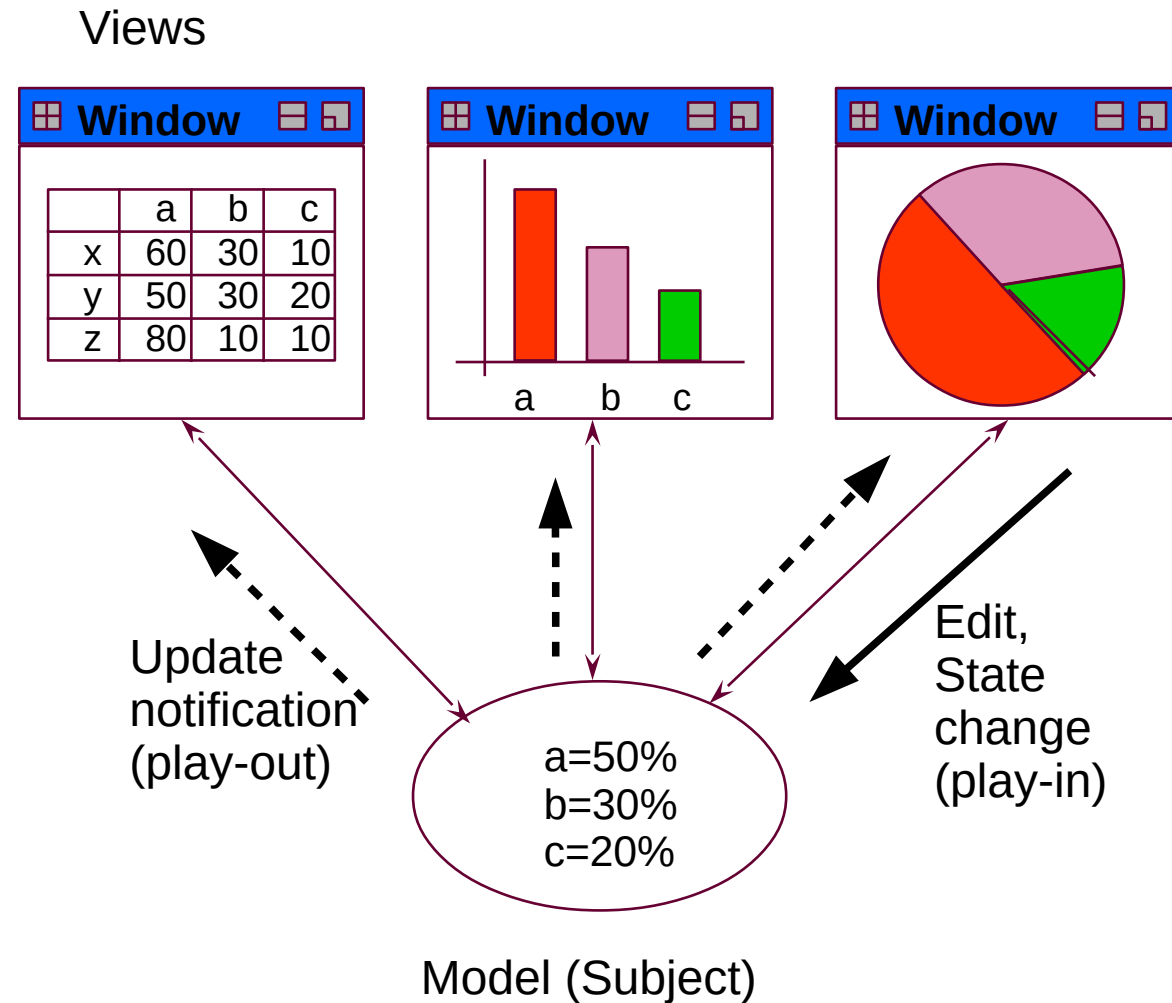 Views
Window
Window
Window
a b c
x 60 30 10
y 50 30 20
z 80 10 10
a b c
Update
notification
(play-out)
Edit,
State
change
(play-in)
a=50%
b=30%
c=20%
Model (Subject)